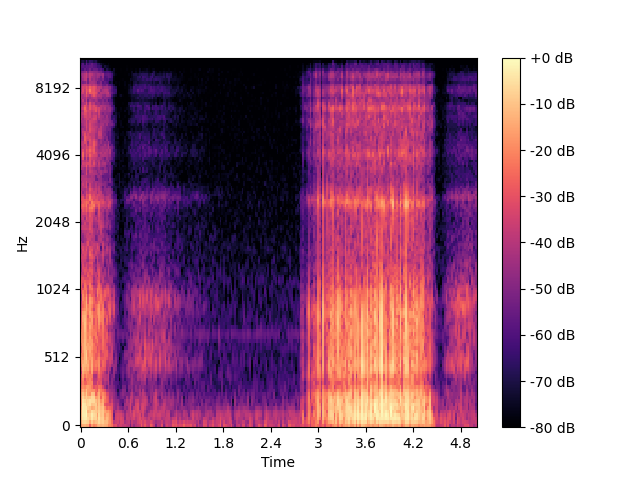 Hz
8192
4096
2048
1024
512
0
0 0.6 1.2 1.8 2.4 3 3.6 4.2 4.8
Time
+0 dB
-10 dB
-20 dB
-30 dB
-40 dB
-50 dB
-60 dB
-70 dB
-80 dB